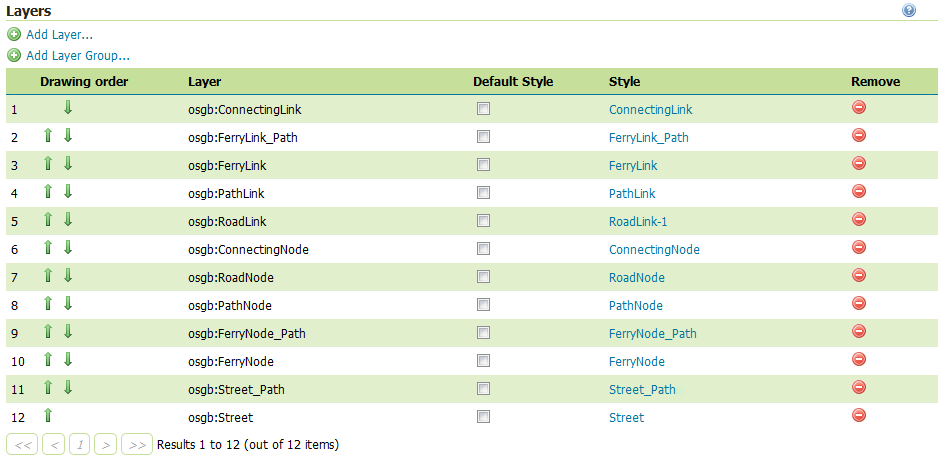 Layers
Add Layer...
Add Layer Group...
Drawing order Layer Default Style Style Remove
1 osgb:ConnectingLink ConnectingLink
2 osgb:FerryLink_Path FerryLink_Path
3 osgb:FerryLink FerryLink
4 osgb:PathLink PathLink
5 osgb:RoadLink RoadLink-1
6 osgb:ConnectingNode ConnectingNode
7 osgb:RoadNode RoadNode
8 osgb:PathNode PathNode
9 osgb:FerryNode_Path FerryNode_Path
10 osgb:FerryNode FerryNode
11 osgb:Street_Path Street_Path
12 osgb:Street Street
<< < 1 > >> Results 1 to 12 (out of 12 items)